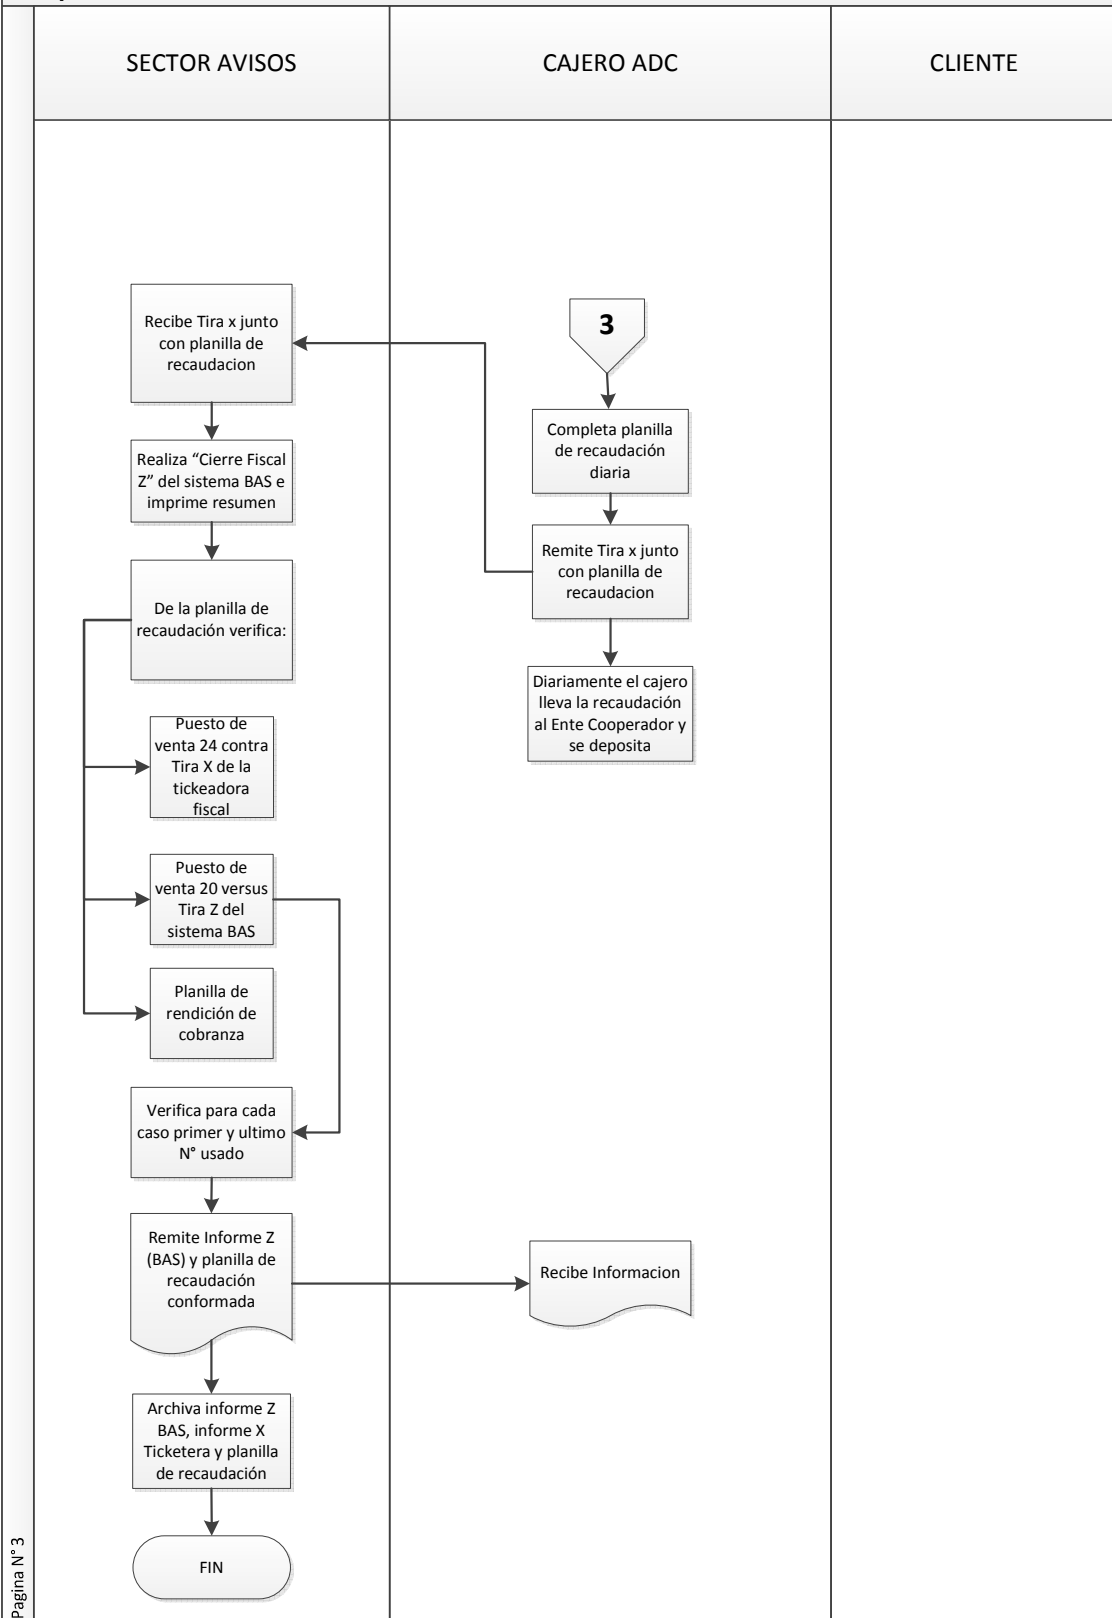 SECTOR AVISOS
CAJERO ADC
CLIENTE
Recibe Tira x junto
con planilla de
recaudacion
Realiza “Cierre Fiscal
Z” del sistema BAS e
imprime resumen
De la planilla de
recaudación verifica:
Puesto de
venta 24 contra
Tira X de la
tickeadora
fiscal
Puesto de
venta 20 versus
Tira Z del
sistema BAS
Planilla de
rendición de
cobranza
Verifica para cada
caso primer y ultimo
N° usado
Remite Informe Z
(BAS) y planilla de
recaudación
conformada
Archiva informe Z
BAS, informe X
Ticketera y planilla
de recaudación
FIN
3
Completa planilla
de recaudación
diaria
Remite Tira x junto
con planilla de
recaudacion
Diariamente el cajero
lleva la recaudación
al Ente Cooperador y
se deposita
Recibe Informacion
Pagina N° 3